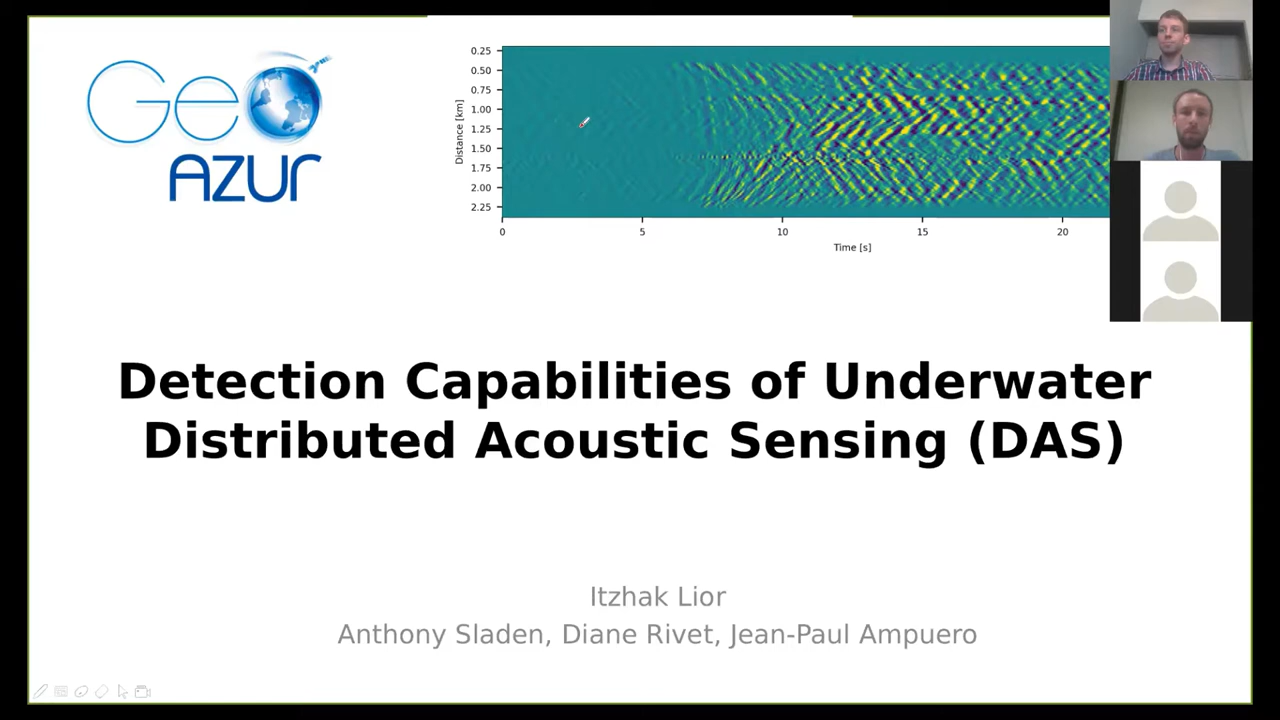 Geo
AZUr
Distance [km]
0.25
0.50
0.75
1.00
1.25
1.50
1.75
2.00
2.25
0 5 10 15 20
Time [s]
Detection Capabilities of Underwater
Distributed Acoustic Sensing (DAS)
Itzhak Lior
Anthony Sladen, Diane Rivet, Jean-Paul Ampuero